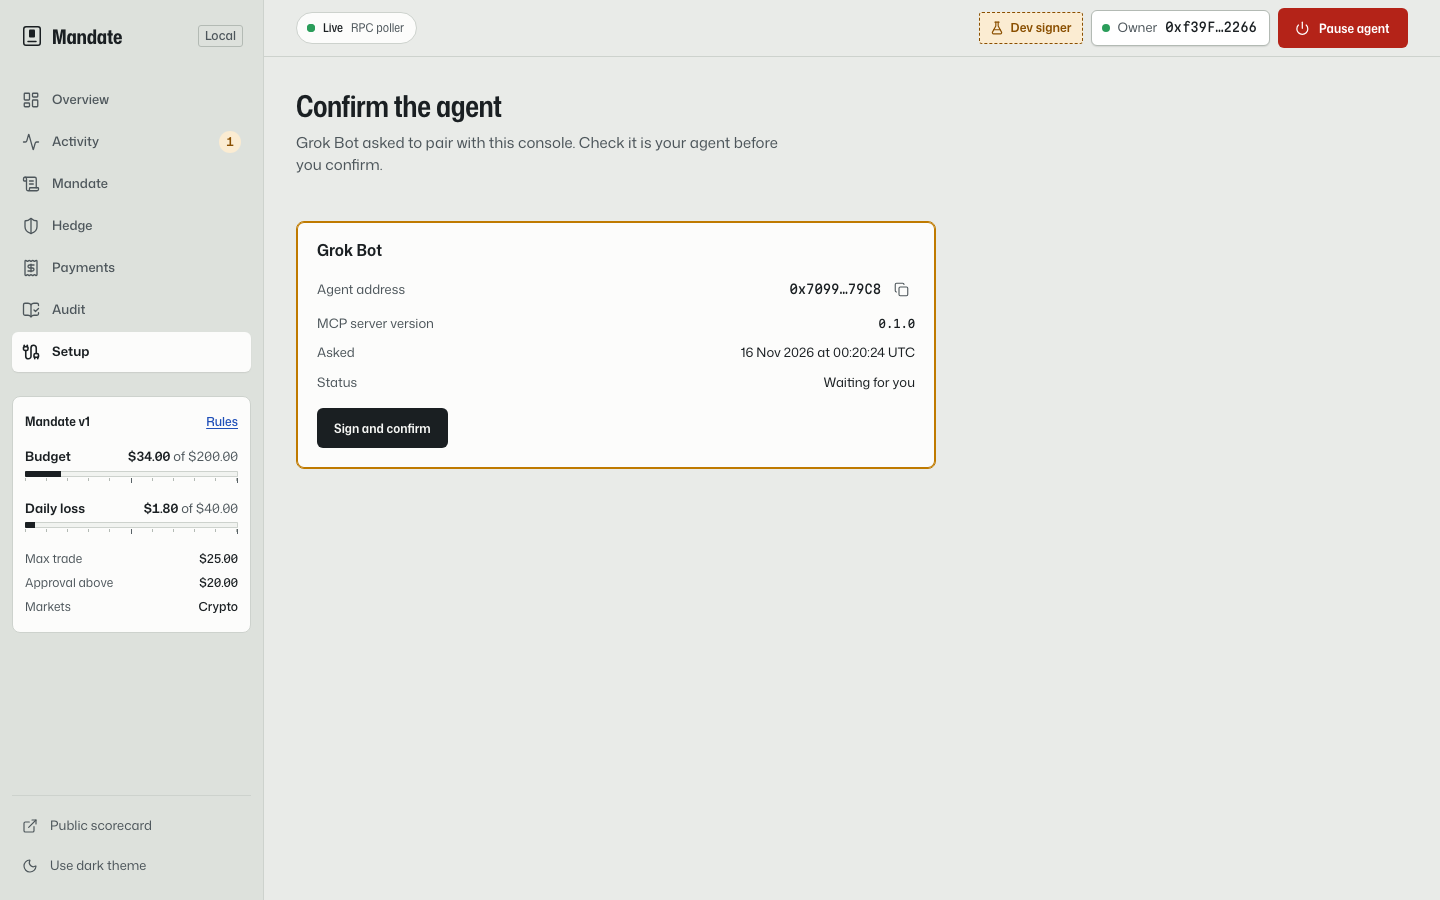 Mandate
Local
Overview
Activity
1
Mandate
Hedge
Payments
Audit
Setup
Mandate v1
Rules
Budget
$34.00 of $200.00
Daily loss
$1.80 of $40.00
Max trade
$25.00
Approval above
$20.00
Markets
Crypto
Public scorecard
Use dark theme
Live
RPC poller
Dev signer
Owner 0xf39F…2266
Pause agent
Confirm the agent
Grok Bot asked to pair with this console. Check it is your agent before
you confirm.
Grok Bot
Agent address
0x7099…79C8
MCP server version
0.1.0
Asked
16 Nov 2026 at 00:20:24 UTC
Status
Waiting for you
Sign and confirm